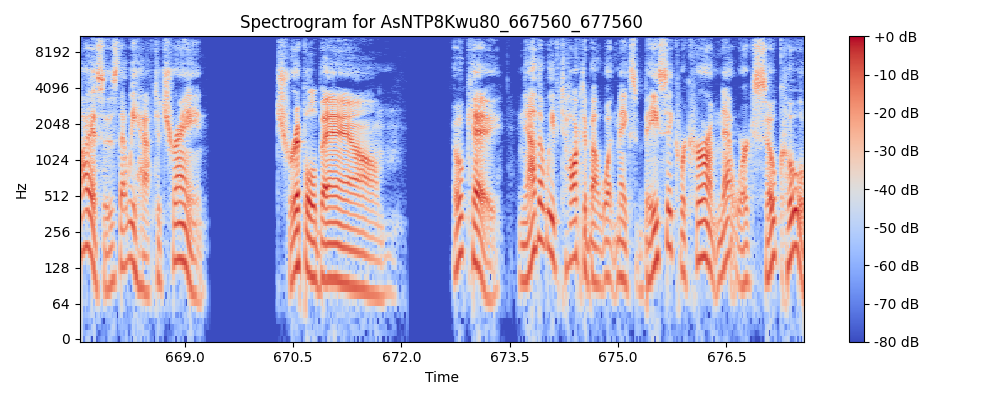 Spectrogram for AsNTP8Kwu80_667560_677560
8192
4096
2048
1024
512
256
128
64
0
Hz
669.0
670.5
672.0
673.5
675.0
676.5
Time
+0 dB
-10 dB
-20 dB
-30 dB
-40 dB
-50 dB
-60 dB
-70 dB
-80 dB